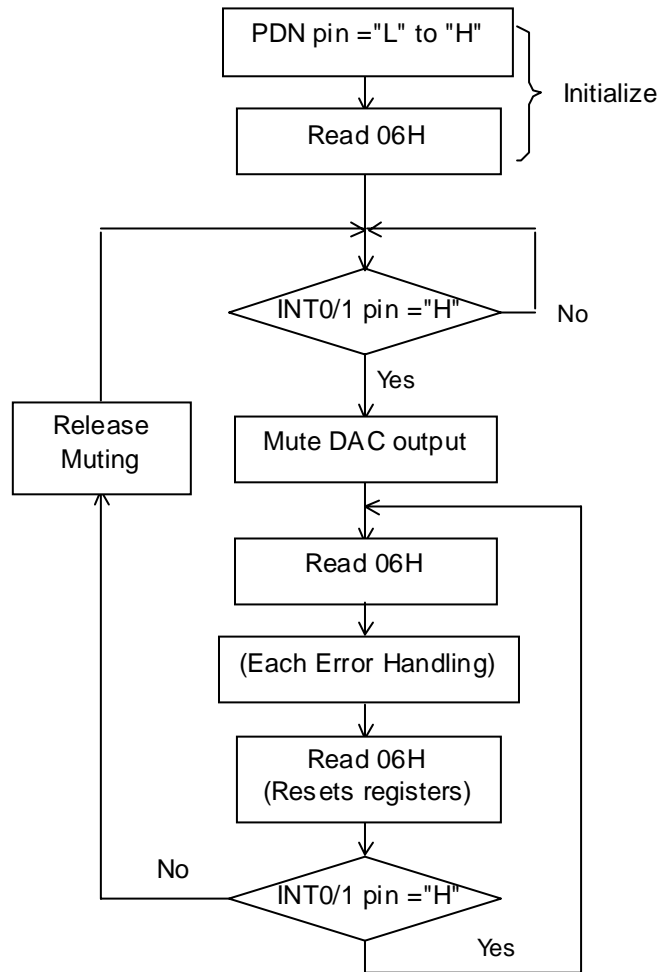 PDN pin ="L" to "H"
Initialize
Read 06H
INT0/1 pin ="H"
No
Yes
Release
Muting
Mute DAC output
Read 06H
(Each Error Handling)
Read 06H
(Resets registers)
No
INT0/1 pin ="H"
Yes